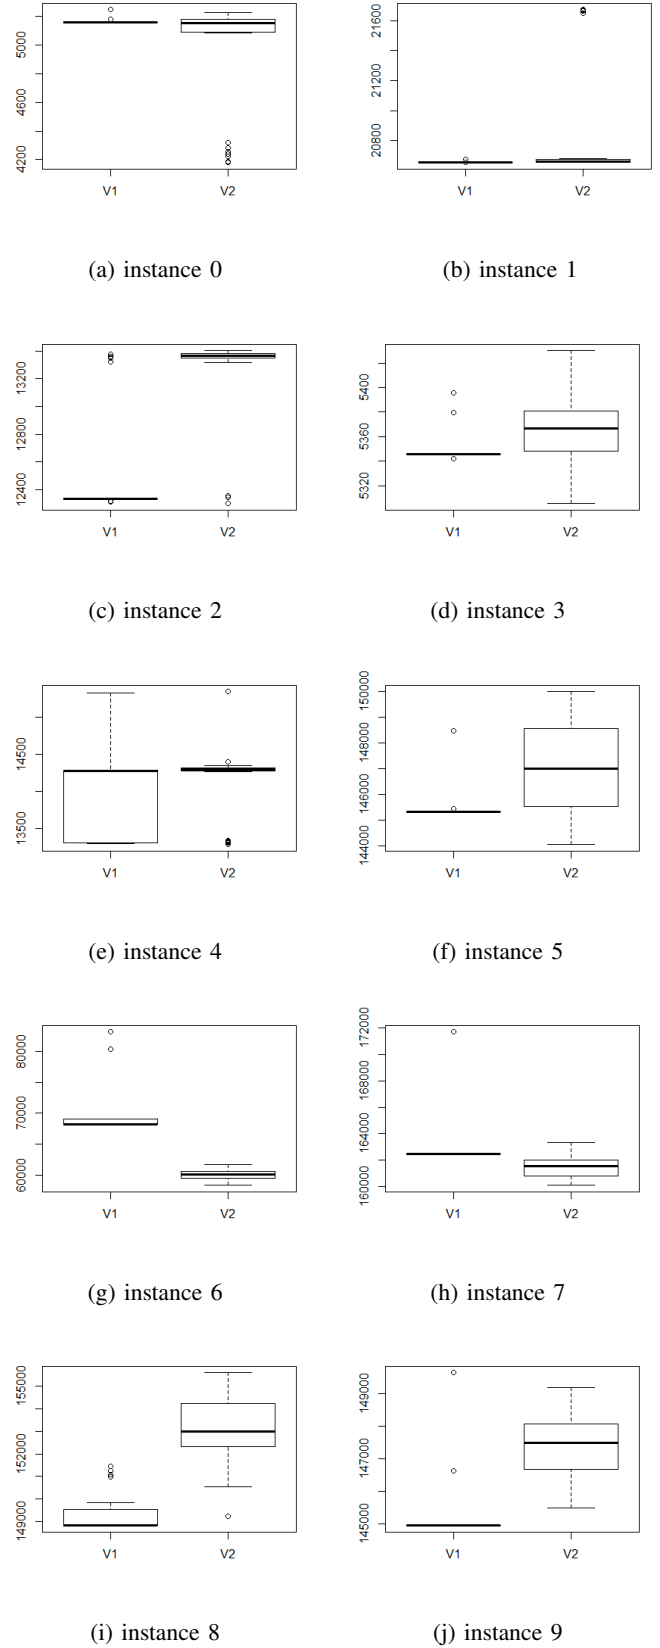 5000
4600
4200
V1 V2
(a) instance 0
21600
21200
20800
V1 V2
(b) instance 1
13200
12800
12400
V1 V2
(c) instance 2
5400
5360
5320
V1 V2
(d) instance 3
14500
13500
V1 V2
(e) instance 4
150000
148000
146000
144000
V1 V2
(f) instance 5
80000
70000
60000
V1 V2
(g) instance 6
172000
168000
164000
160000
V1 V2
(h) instance 7
155000
152000
149000
V1 V2
(i) instance 8
149000
147000
145000
V1 V2
(j) instance 9